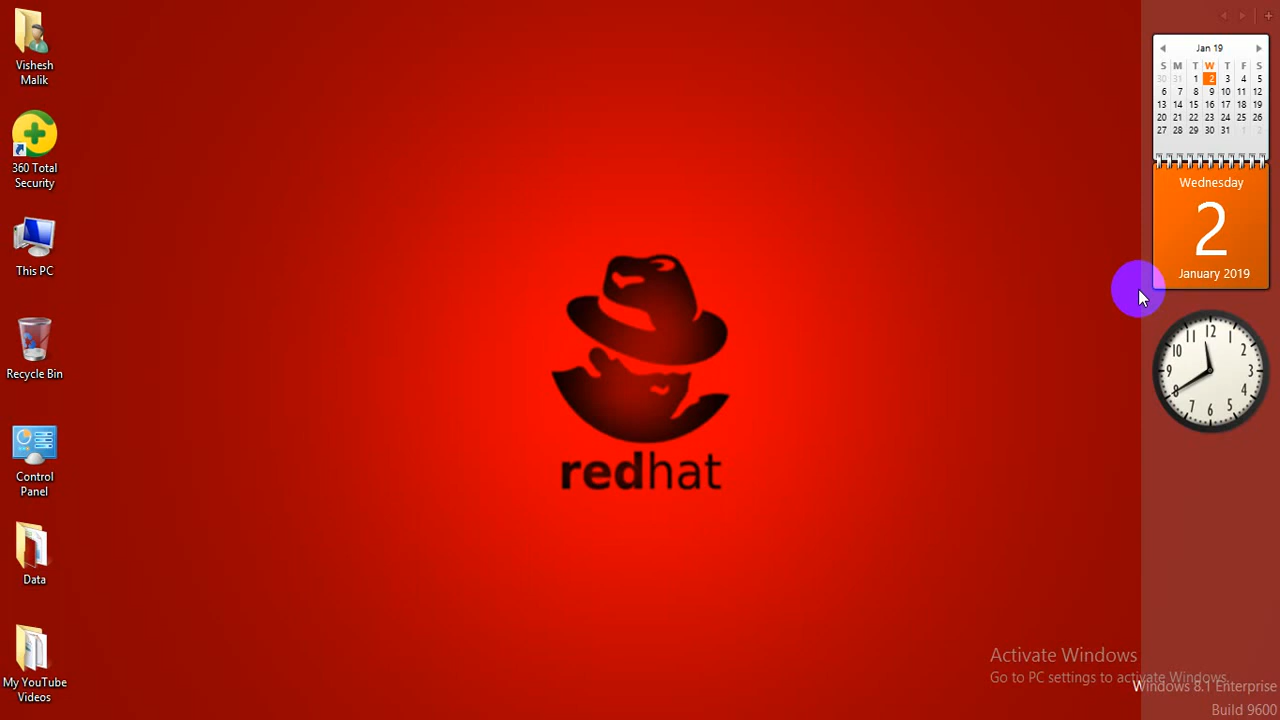 Vishesh
Malik
360 Total
Security
This PC
Recycle Bin
Control
Panel
Data
My YouTube
Videos
redhat
Jan 19
S M T W T F S
30 31 1 2 3 4 5
6 7 8 9 10 11 12
13 14 15 16 17 18 19
20 21 22 23 24 25 26
27 28 29 30 31 1 2
Wednesday
2
January 2019
12
1
2
3
4
5
6
7
8
9
10
11
Activate Windows
Go to PC settings to activate Windows.
Windows 8.1 Enterprise
Build 9600